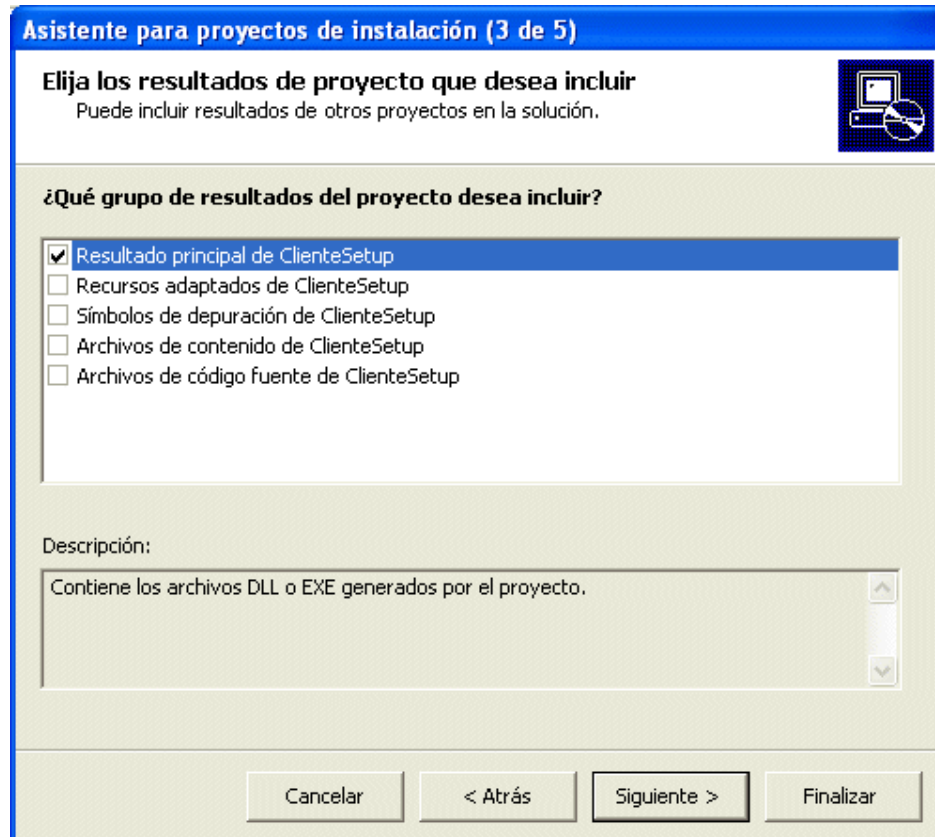 Asistente para proyectos de instalación (3 de 5)
Elija los resultados de proyecto que desea incluir
Puede incluir resultados de otros proyectos en la solución.
¿Qué grupo de resultados del proyecto desea incluir?
Resultado principal de ClienteSetup
Recursos adaptados de ClienteSetup
Símbolos de depuración de ClienteSetup
Archivos de contenido de ClienteSetup
Archivos de código fuente de ClienteSetup
Descripción:
Contiene los archivos DLL o EXE generados por el proyecto.
Cancelar < Atrás Siguiente > Finalizar